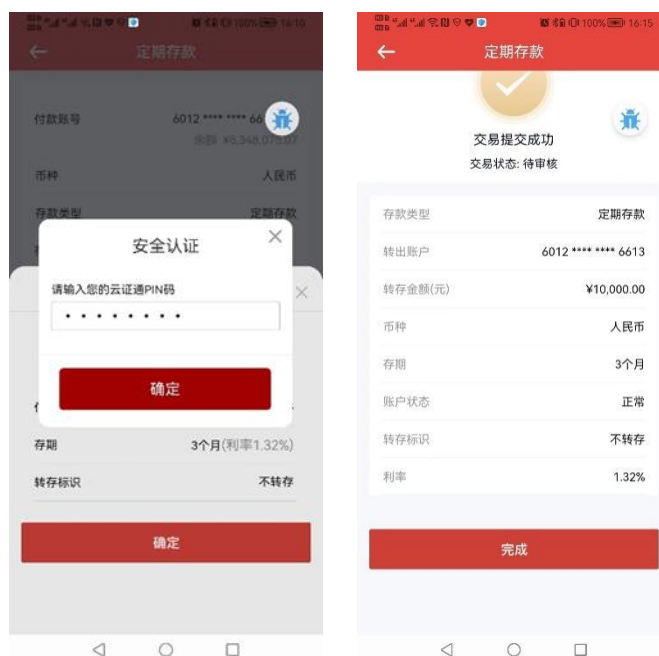 16:10
定期存款
付款账号
6012 **** **** 66
币种
人民币
存款类型
定期存款
安全认证
请输入您的云证通PIN码
确定
存期
3个月(利率1.32%)
转存标识
不转存
确定
100% 16:15
定期存款
交易提交成功
交易状态: 待审核
存款类型
定期存款
转出账户
6012 **** **** 6613
转存金额(元)
¥10,000.00
币种
人民币
存期
3个月
账户状态
正常
转存标识
不转存
利率
1.32%
完成